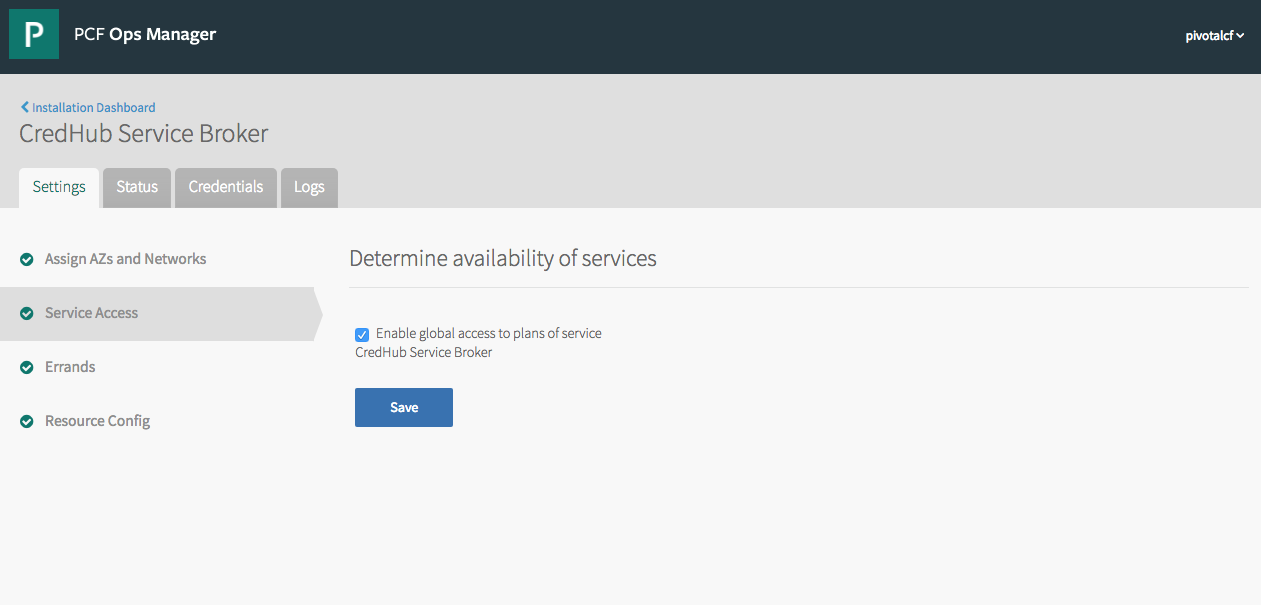 P
PCF Ops Manager
pivotalcf
Installation Dashboard
CredHub Service Broker
Settings
Status
Credentials
Logs
Assign AZs and Networks
Service Access
Errands
Resource Config
Determine availability of services
Enable global access to plans of service
CredHub Service Broker
Save